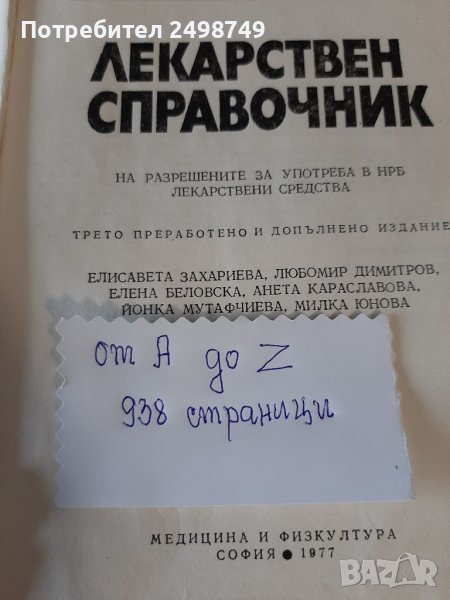 Потребител 2498749
ЛЕКАРСТВЕН
СПРАВОЧНИК
НА РАЗРЕШЕНИТЕ ЗА УПОТРЕБА В НРБ
ЛЕКАРСТВЕНИ СРЕДСТВА
ТРЕТО ПРЕРАБОТЕНО И ДОПЪЛНЕНО ИЗДАНИЕ
ЕЛИСАВЕТА ЗАХАРИЕВА, ЛЮБОМИР ДИМИТРОВ,
ЕЛЕНА БЕЛОВСКА, АНЕТА КАРАСЛАВОВА,
ЙОНКА МУТАФЧИЕВА, МИЛКА ЮНОВА
от А до Z
938 страници
МЕДИЦИНА И ФИЗКУЛТУРА
СОФИЯ ● 1977
bazar